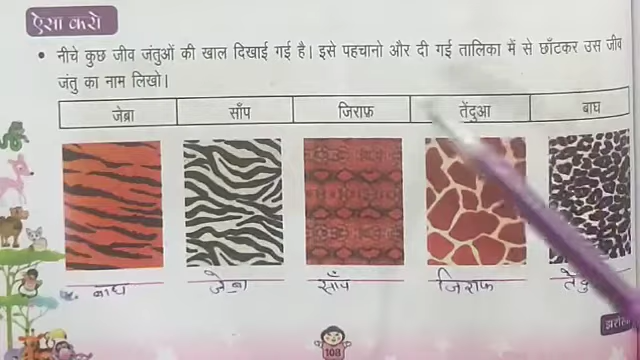 ऐसा करो
• नीचे कुछ जीव जंतुओं की खाल दिखाई गई है। इसे पहचानो और दी गई तालिका में से छाँटकर उस जीव
जंतु का नाम लिखो।
जेब्रा साँप जिराफ़ तेंदुआ बाघ
बाघ जेब्रा साँप जिराफ
108